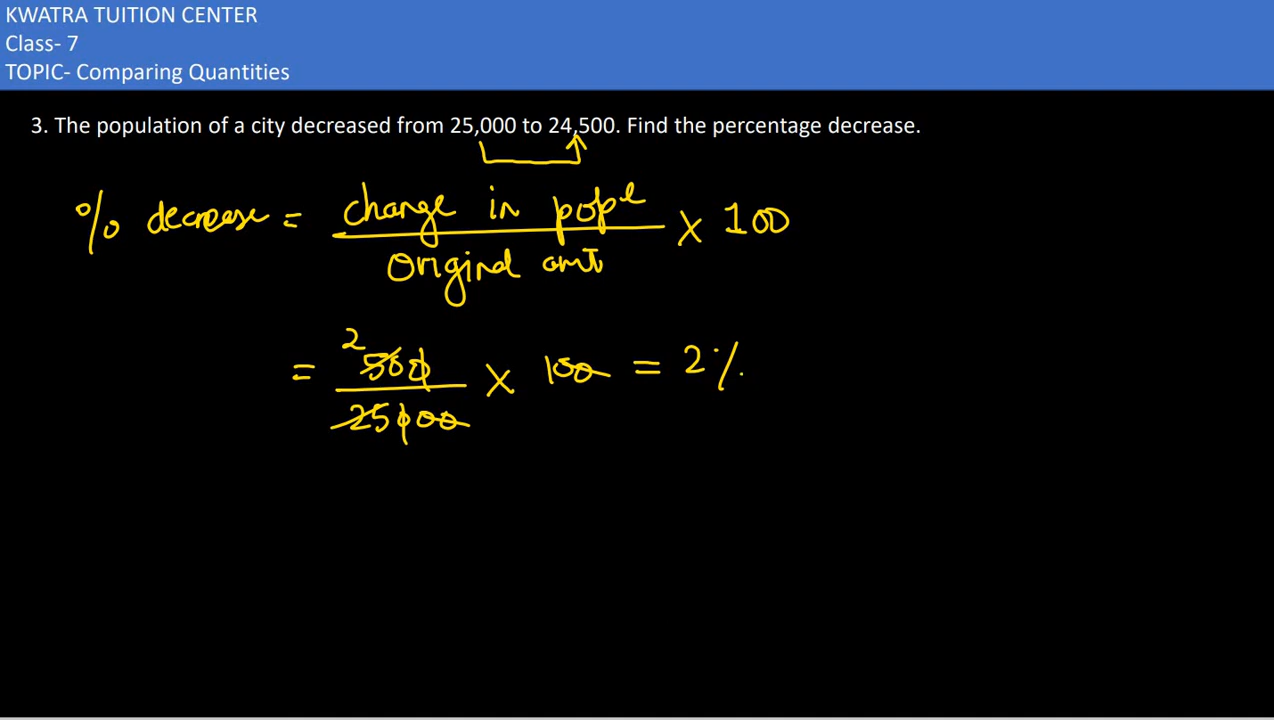 KWATRA TUITION CENTER
Class- 7
TOPIC- Comparing Quantities
3. The population of a city decreased from 25,000 to 24,500. Find the percentage decrease.
% decrease = change in popl / Original amt × 100
= 2 500 / 25000 × 100 = 2%